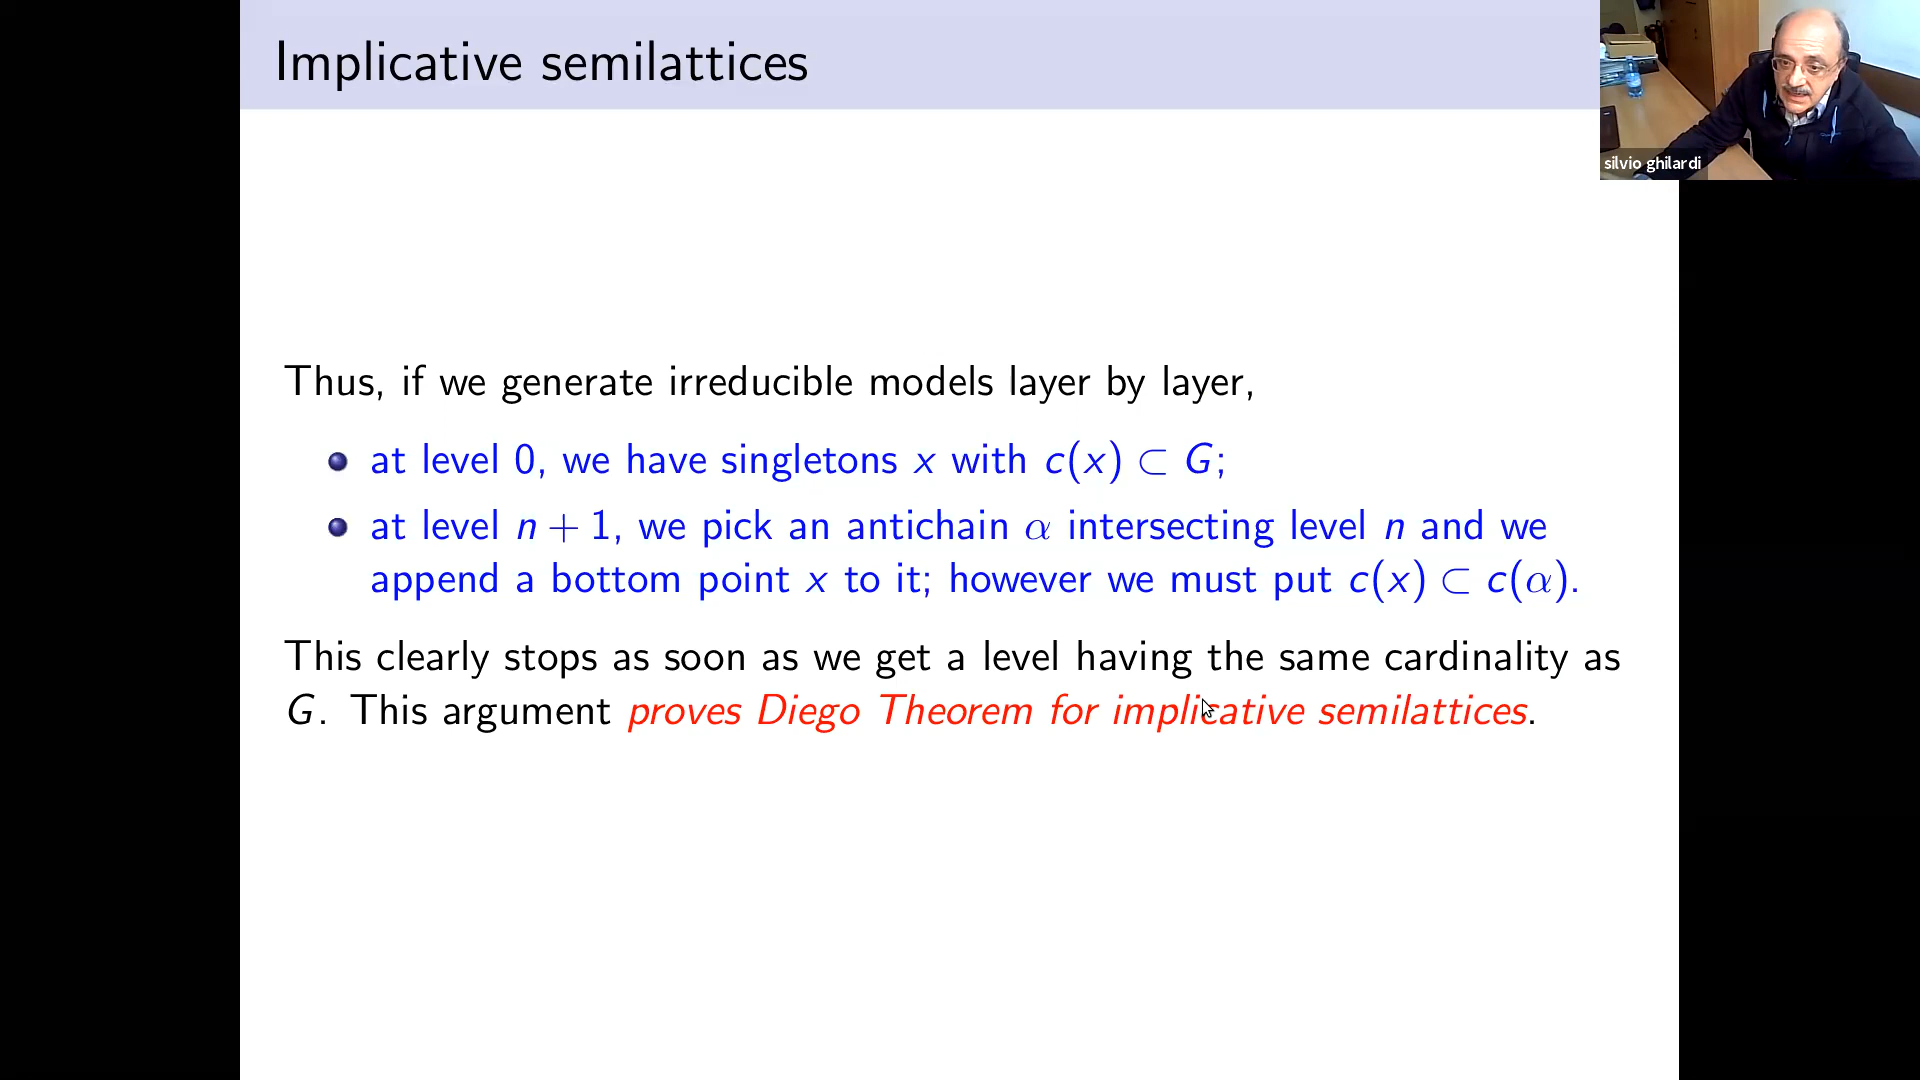 Implicative semilattices
silvio ghilardi
Thus, if we generate irreducible models layer by layer,
at level 0, we have singletons x with c(x) ⊂ G;
at level n + 1, we pick an antichain α intersecting level n and we
append a bottom point x to it; however we must put c(x) ⊂ c(α).
This clearly stops as soon as we get a level having the same cardinality as
G. This argument proves Diego Theorem for implicative semilattices.